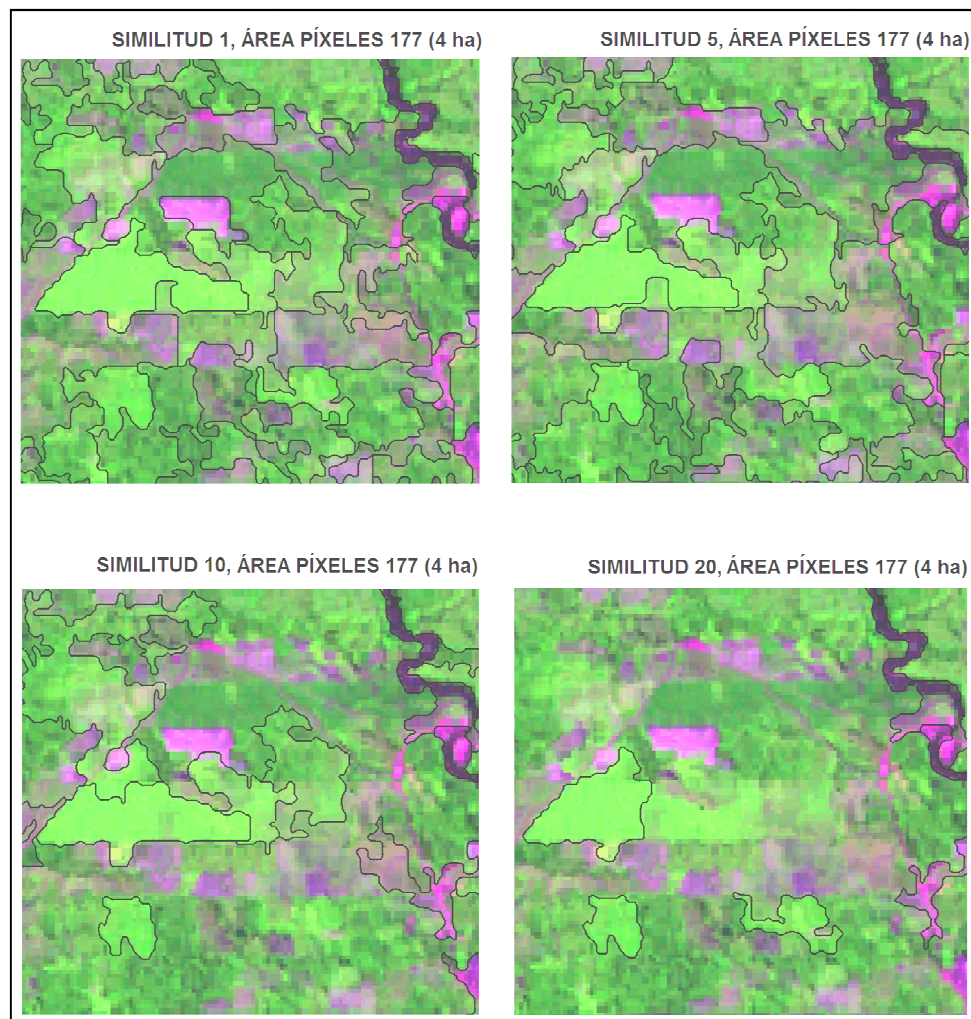 SIMILITUD 1, ÁREA PÍXELES 177 (4 ha)
SIMILITUD 5, ÁREA PÍXELES 177 (4 ha)
SIMILITUD 10, ÁREA PÍXELES 177 (4 ha)
SIMILITUD 20, ÁREA PÍXELES 177 (4 ha)